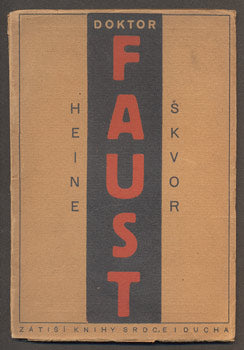 DOKTOR
FAUST
HEINE
ŠKVOR
ZÁTIŠÍ KNIHY SRDCE I DUCHA